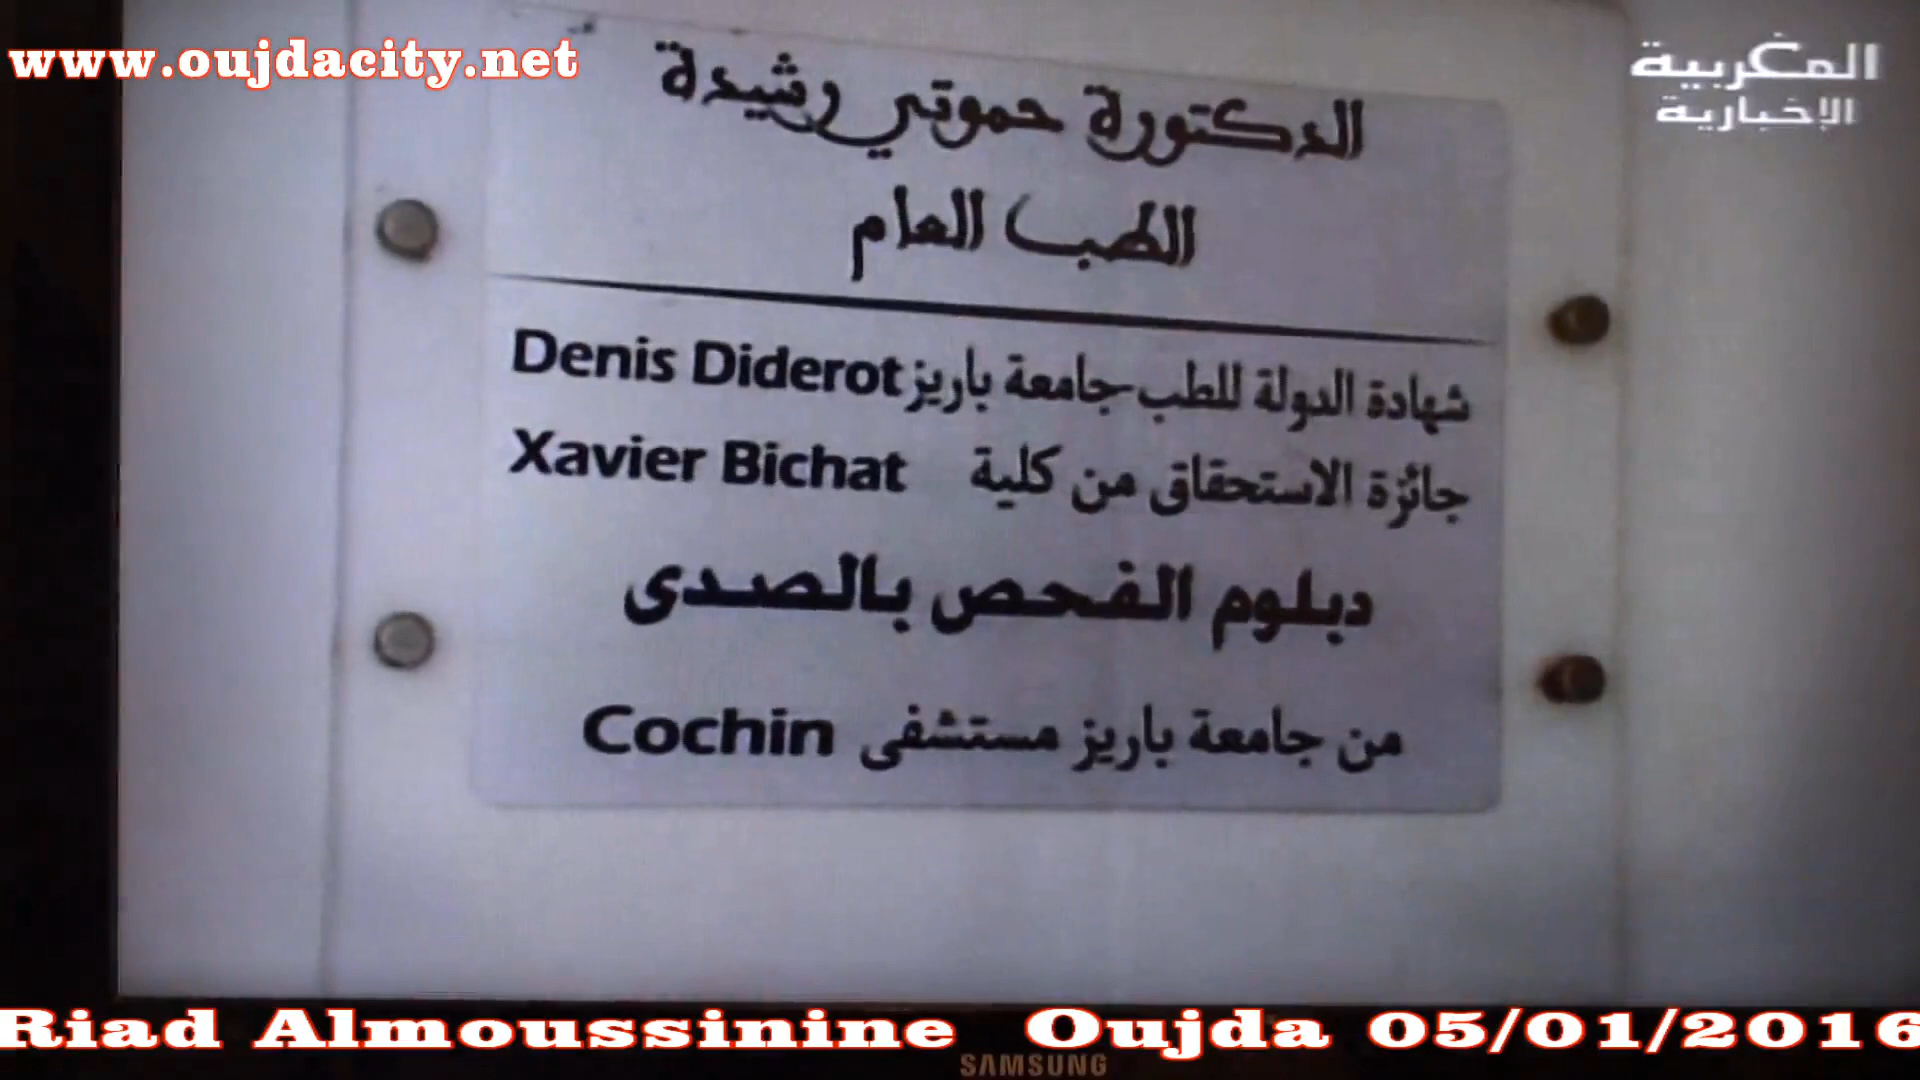 www.oujdacity.net
المغربية
الإخبارية
الدكتورة حموتي رشيدة
الطب العام
شهادة الدولة للطب جامعة باريز Denis Diderot
جائزة الاستحقاق من كلية Xavier Bichat
دبلوم الفحص بالصدى
من جامعة باريز مستشفى Cochin
Riad Almoussinine Oujda 05/01/2016
SAMSUNG